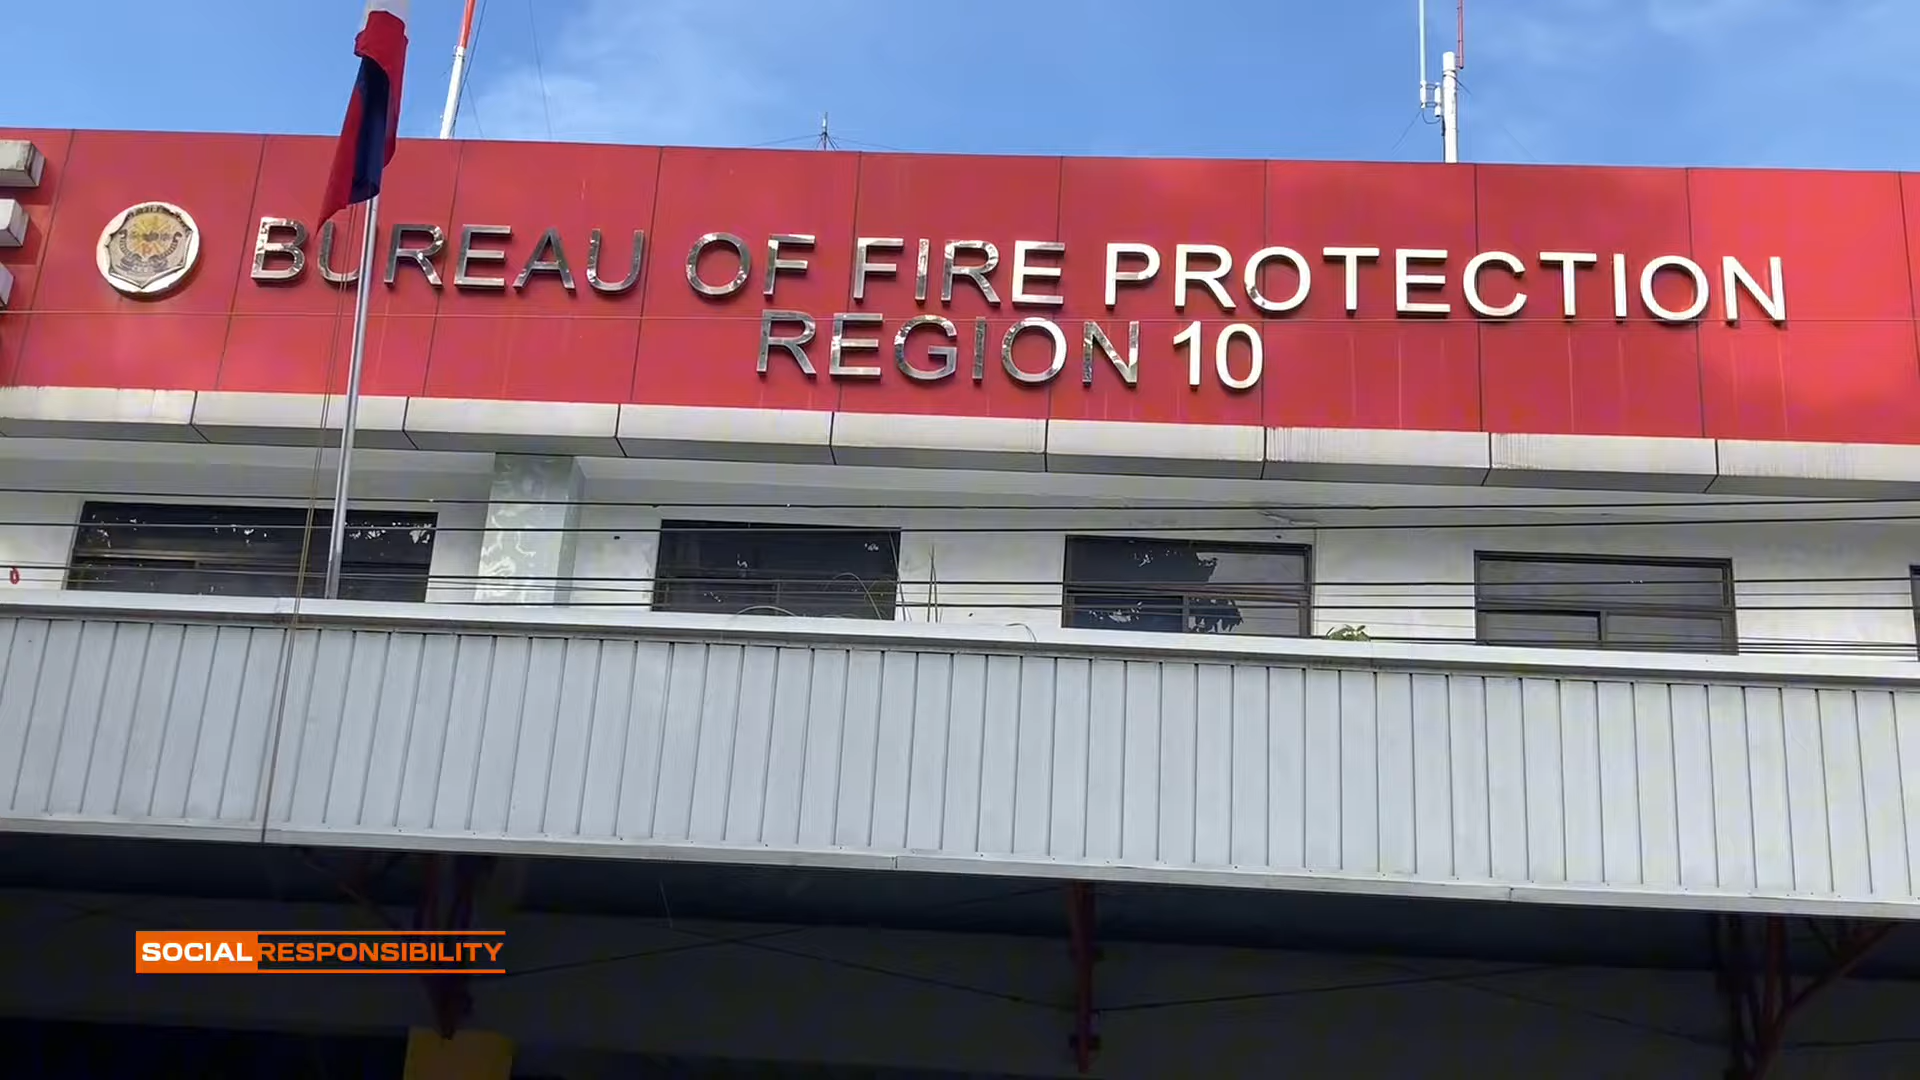 BUREAU OF FIRE PROTECTION
REGION 10
SOCIAL RESPONSIBILITY